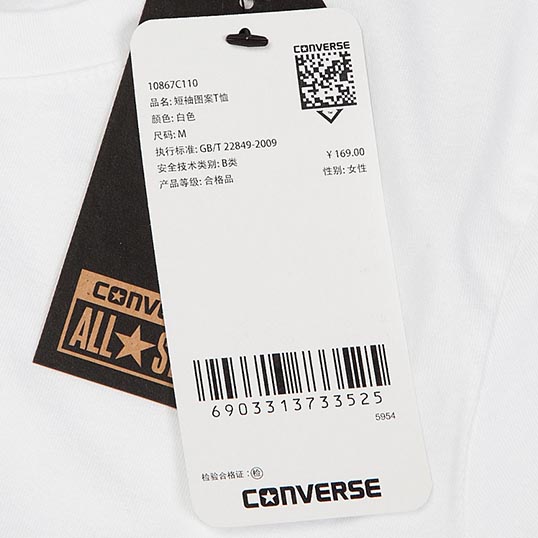 CONVERSE
10867C110
品名: 短袖图案T恤
颜色: 白色
尺码: M
执行标准: GB/T 22849-2009
安全技术类别: B类
产品等级: 合格品
¥ 169.00
性别: 女性
CONVERSE
ALL★S
6903313733525
5954
检验合格证: 检
CONVERSE